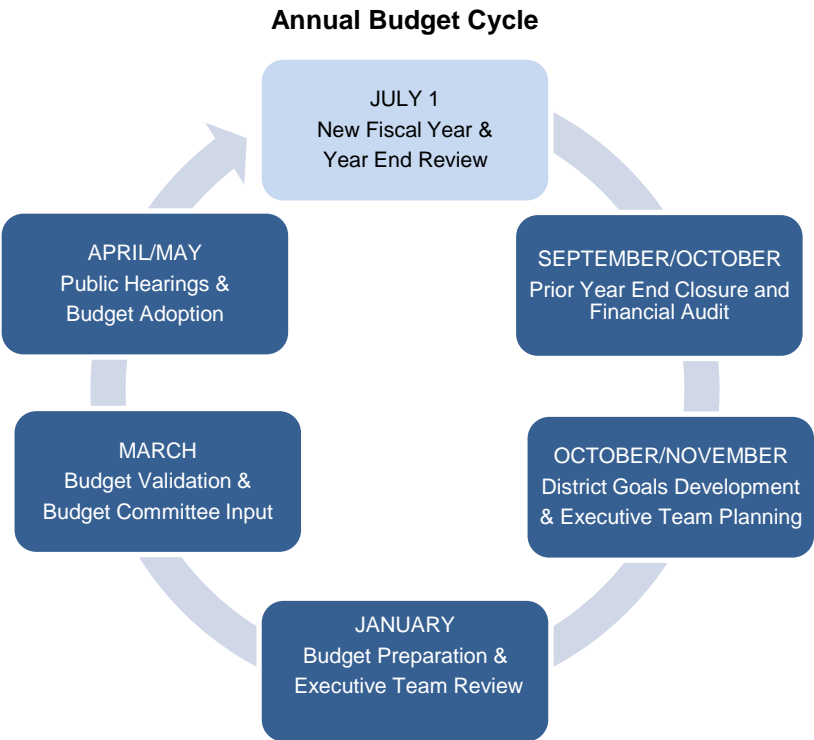 Annual Budget Cycle
JULY 1
New Fiscal Year &
Year End Review
SEPTEMBER/OCTOBER
Prior Year End Closure and
Financial Audit
OCTOBER/NOVEMBER
District Goals Development
& Executive Team Planning
JANUARY
Budget Preparation &
Executive Team Review
MARCH
Budget Validation &
Budget Committee Input
APRIL/MAY
Public Hearings &
Budget Adoption